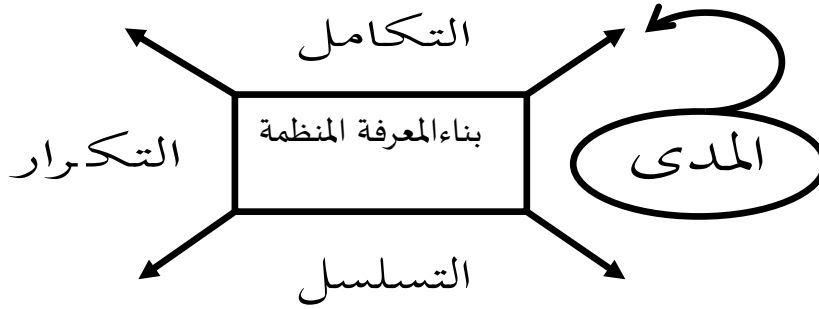 التكامل
بناءالمعرفة المنظمة
المدى
التكرار
التسلسل